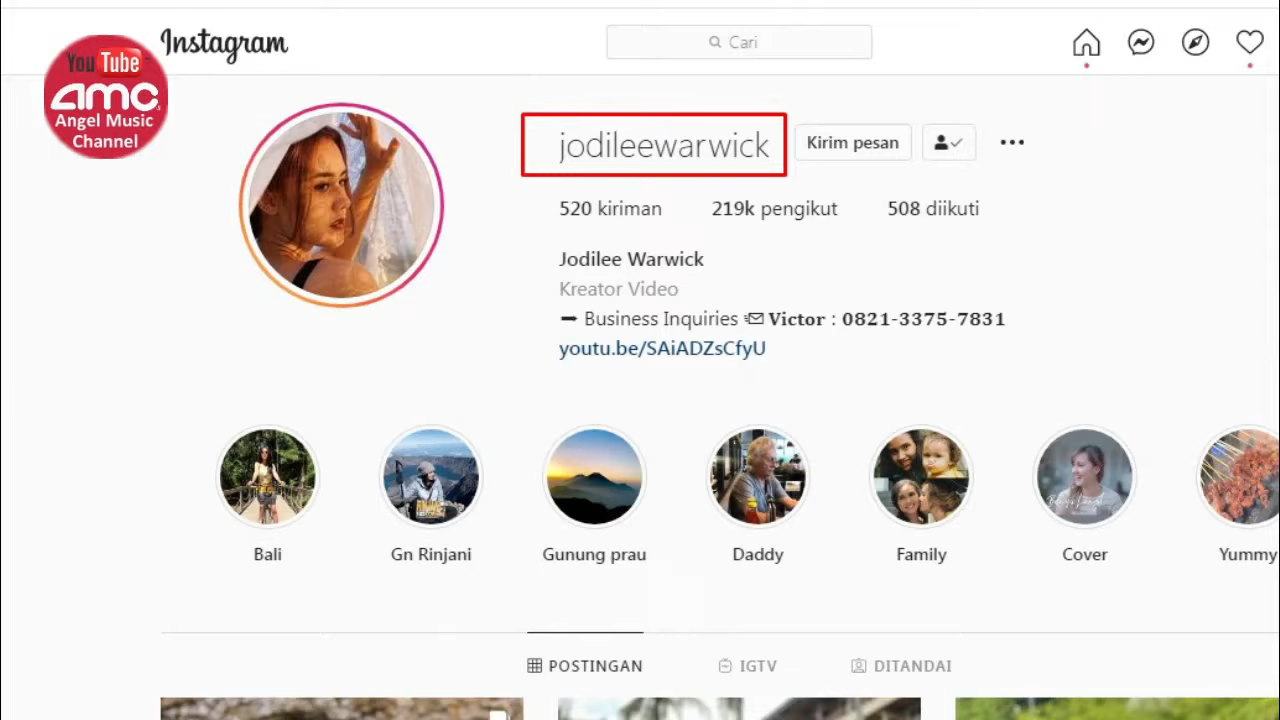 Instagram
Cari
You Tube
amc
Angel Music
Channel
jodileewarwick
Kirim pesan
520 kiriman 219k pengikut 508 diikuti
Jodilee Warwick
Kreator Video
➡ Business Inquiries Victor : 0821-3375-7831
youtu.be/SAiADZsCfyU
Bali Gn Rinjani Gunung prau Daddy Family Cover Yummy
POSTINGAN IGTV DITANDAI